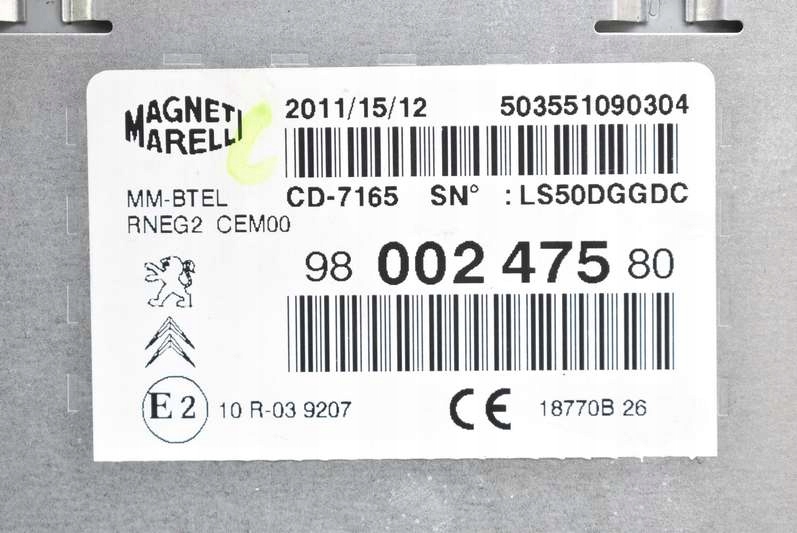 MAGNETI
MARELLI
2011/15/12 503551090304
MM-BTEL CD-7165 SN° : LS50DGGDC
RNEG2 CEM00
98 002 475 80
E2 10 R-03 9207 CE 18770B 26